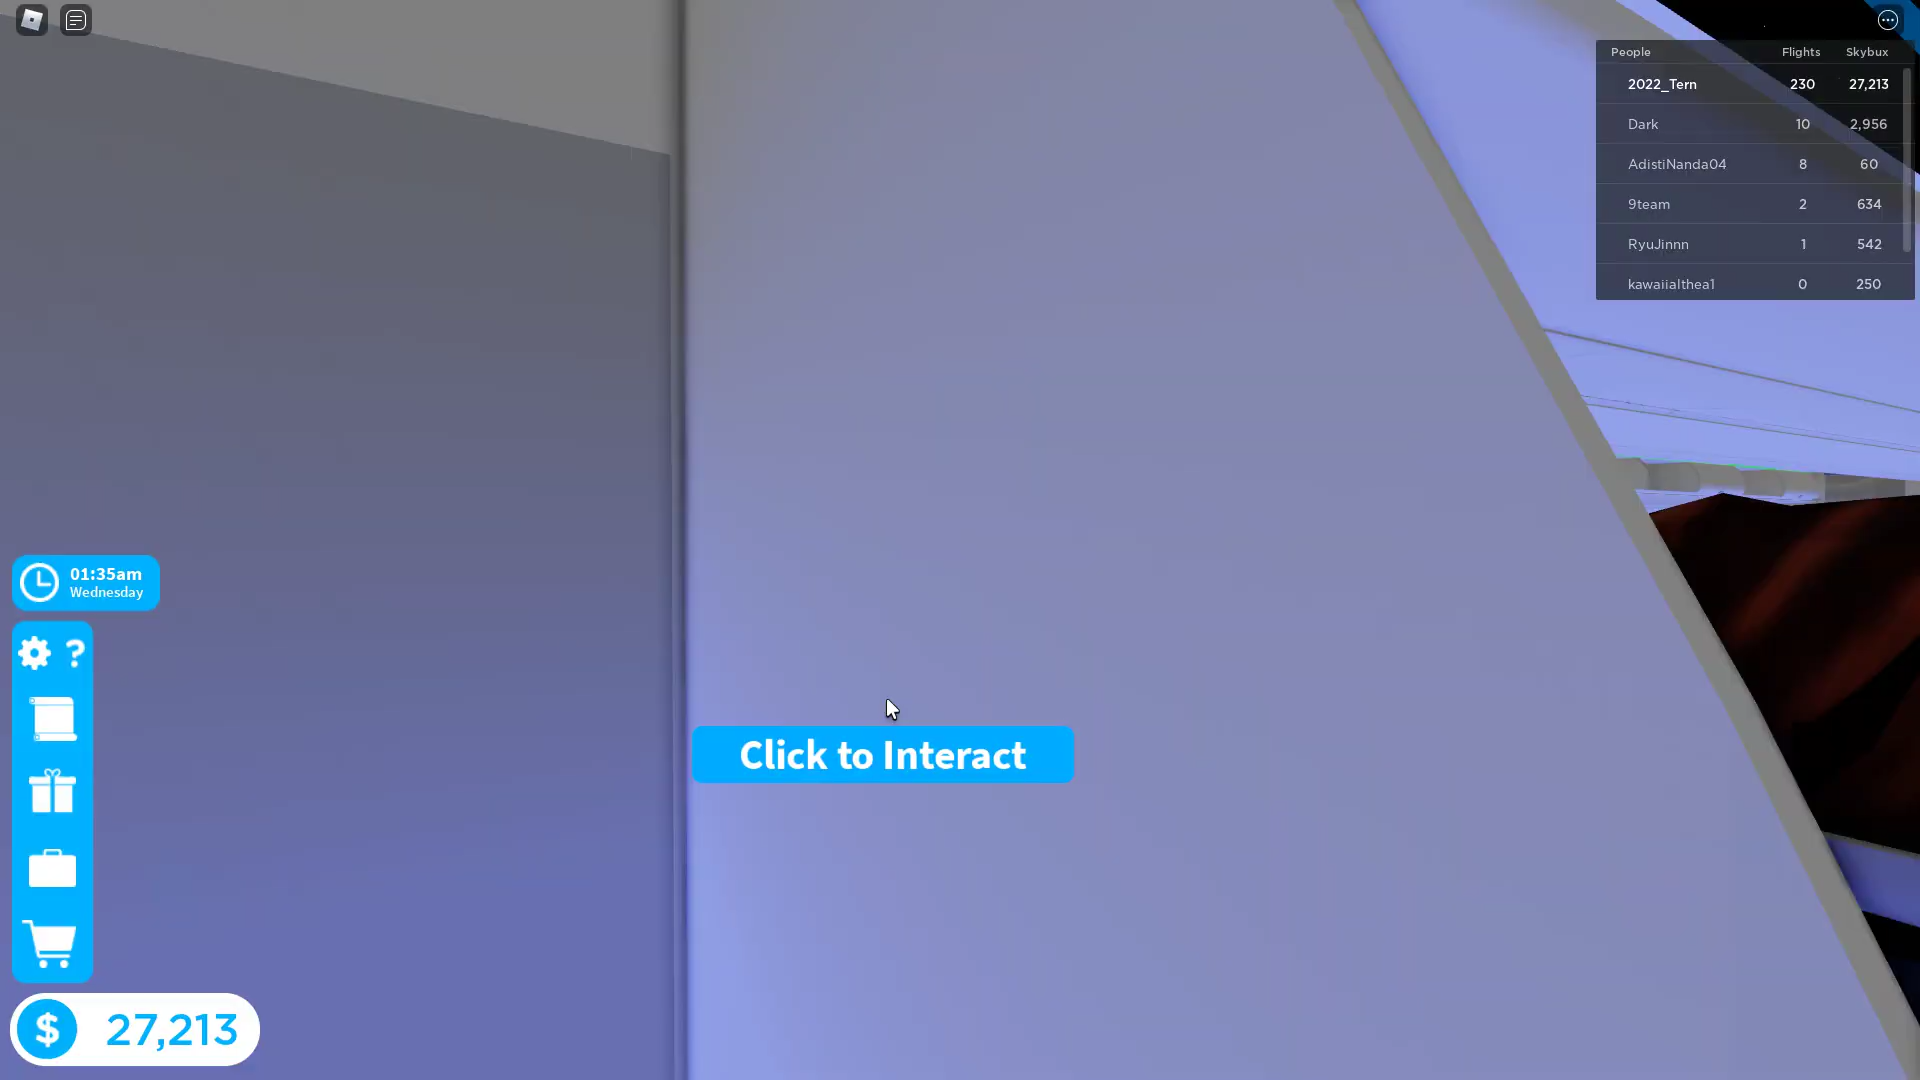 People Flights Skybux
2022_Tern 230 27,213
Dark 10 2,956
AdistiNanda04 8 60
9team 2 634
RyuJinnn 1 542
kawaiialthea1 0 250
01:35am
Wednesday
?
Click to Interact
$ 27,213